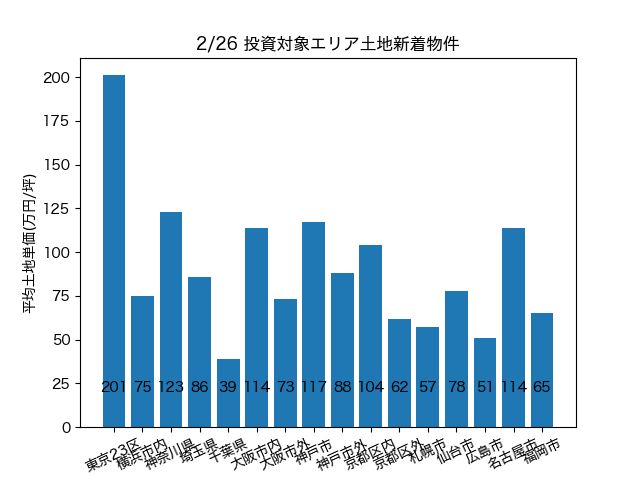 2/26 投資対象エリア土地新着物件
平均土地単価(万円/坪)
200
175
150
125
100
75
50
25
0
201 75 123 86 39 114 73 117 88 104 62 57 78 51 114 65
東京23区 横浜市内 神奈川県 埼玉県 千葉県 大阪市内 大阪市外 神戸市 神戸市外 京都区内 京都区外 札幌市 仙台市 広島市 名古屋市 福岡市